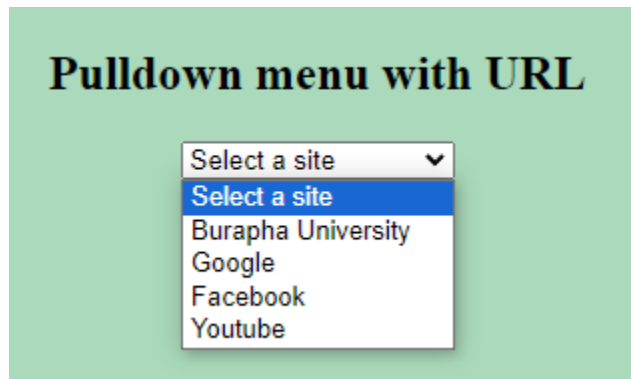 Pulldown menu with URL
Select a site
Select a site
Burapha University
Google
Facebook
Youtube